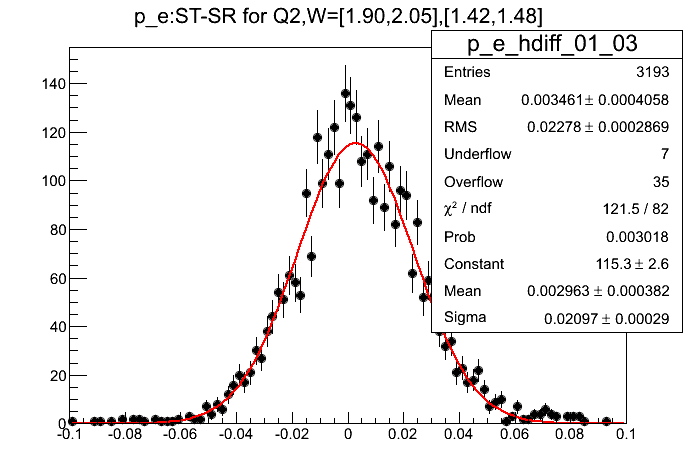 p_e:ST-SR for Q2,W=[1.90,2.05],[1.42,1.48]
p_e_hdiff_01_03
Entries 3193
Mean 0.003461± 0.0004058
RMS 0.02278 ± 0.0002869
Underflow 7
Overflow 35
χ² / ndf 121.5 / 82
Prob 0.003018
Constant 115.3 ± 2.6
Mean 0.002963 ± 0.000382
Sigma 0.02097 ± 0.00029
140
120
100
80
60
40
20
0
-0.1 -0.08 -0.06 -0.04 -0.02 0 0.02 0.04 0.06 0.08 0.1